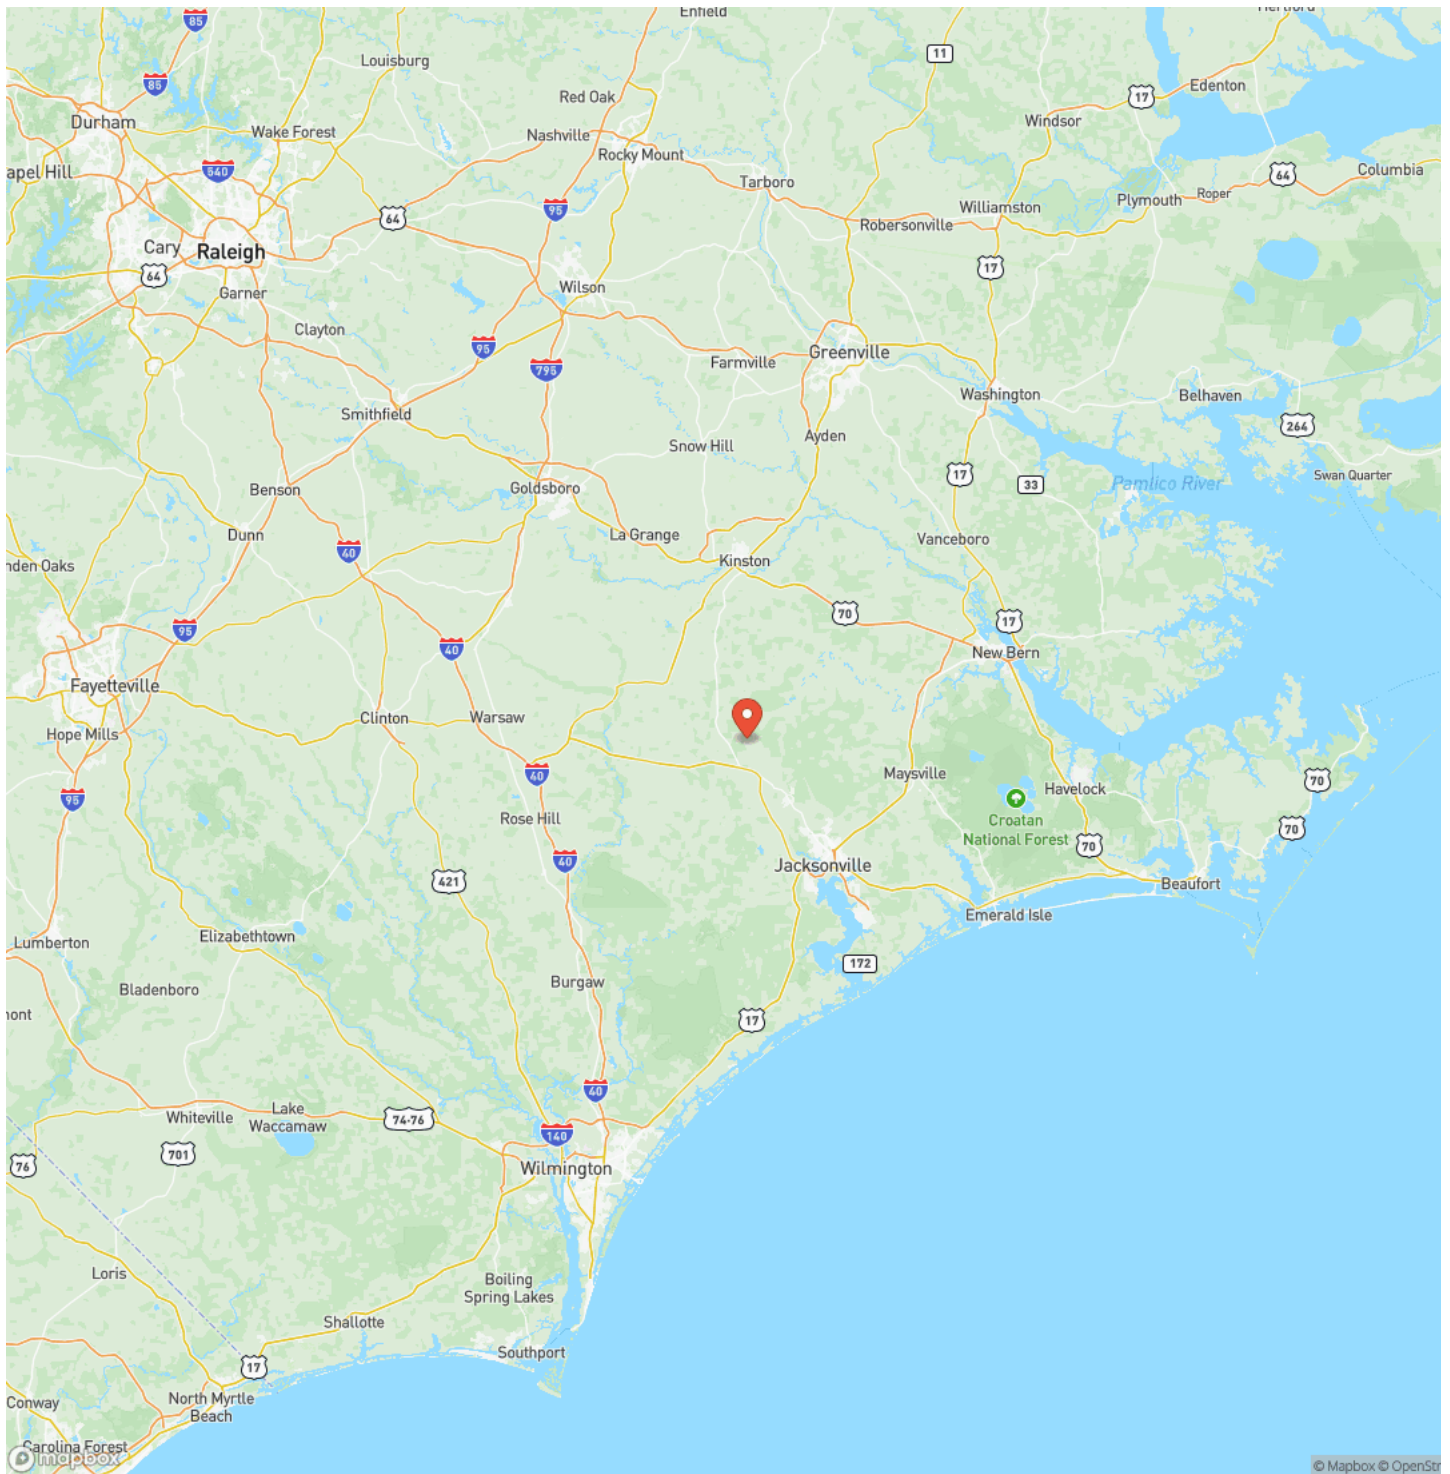 Enfield
Hertford
85
11
Louisburg
85
Red Oak
17
Edenton
Durham
Wake Forest
Nashville
Windsor
Rocky Mount
apel Hill
540
Tarboro
64
Columbia
Plymouth
Roper
95
64
Williamston
Robersonville
Cary
Raleigh
64
17
Garner
Wilson
Clayton
95
Greenville
795
Farmville
Washington
Belhaven
Smithfield
264
Ayden
Snow Hill
17
33
Pamlico River
Swan Quarter
Benson
Goldsboro
Dunn
La Grange
Vanceboro
40
Kinston
nden Oaks
70
17
95
40
New Bern
Fayetteville
Clinton
Warsaw
Hope Mills
40
Maysville
Havelock
70
95
Rose Hill
Croatan
National Forest
70
70
40
Jacksonville
421
Beaufort
Emerald Isle
Elizabethtown
Lumberton
172
Burgaw
Bladenboro
mont
17
40
Whiteville
Lake
Waccamaw
74-76
140
76
701
Wilmington
Loris
Boiling
Spring Lakes
Shallotte
Southport
17
North Myrtle
Beach
Conway
Carolina Forest
mapbox
© Mapbox © OpenStr